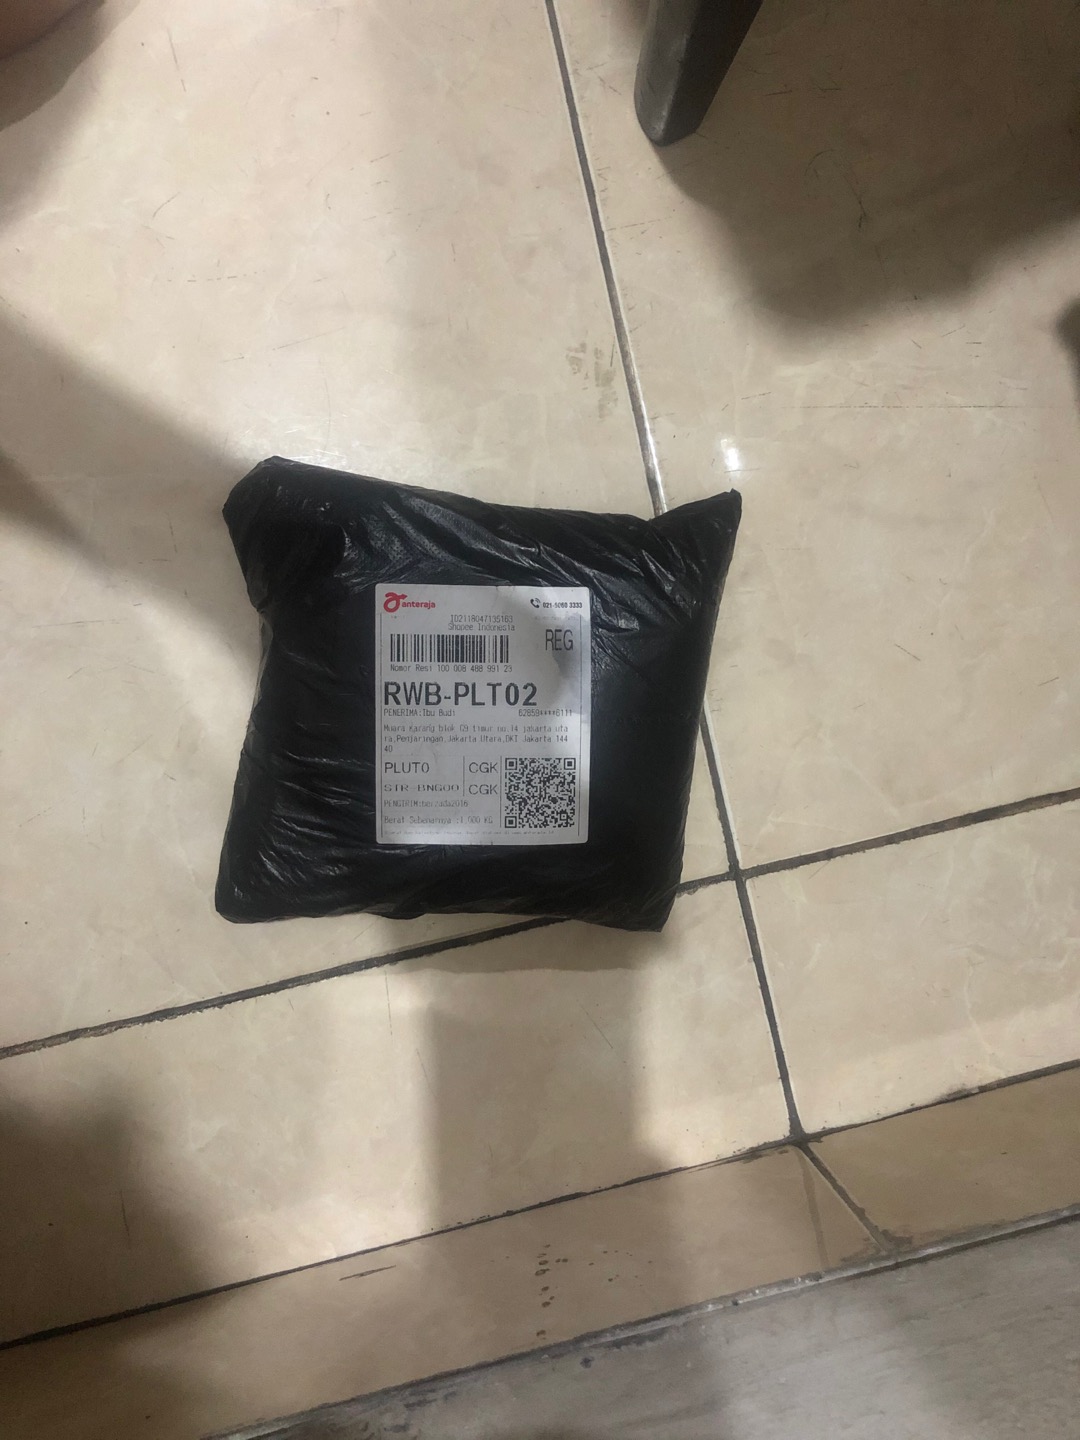 anteraja
021-5060 3333
ID2118047135163
Shopee Indonesia
REG
Nomor Resi 100 008 488 991 23
RWB-PLT02
PENERIMA:Ibu Budi 62859****6111
Muara Karang blok timur no.14 jakarta uta
ra,Penjaringan,Jakarta Utara,DKI Jakarta 144
40
PLUTO CGK
STR-BNG00 CGK
PENGIRIM:
Berat Sebenarnya :1.000 KG